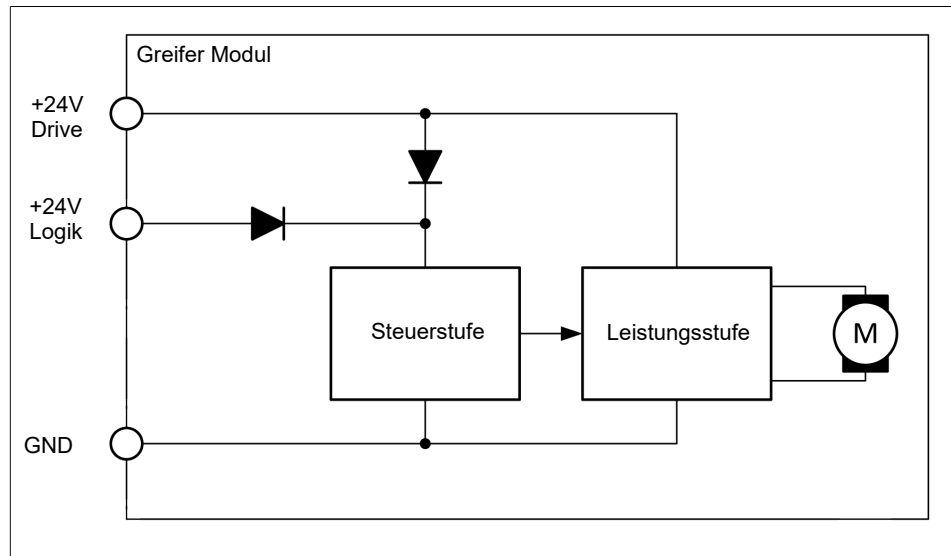 Greifer Modul
+24V
Drive
+24V
Logik
Steuerstufe
Leistungsstufe
M
GND